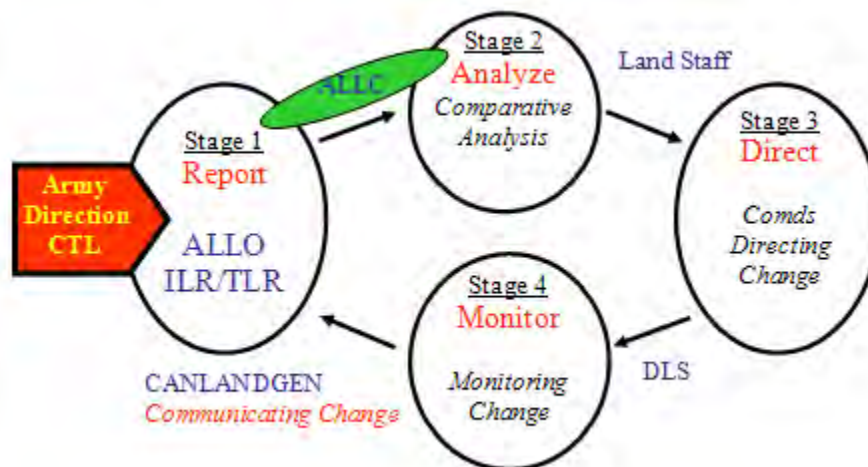 Army
Direction
CTL
Stage 1
Report
ALLO
ILR/TLR
ALLC
Stage 2
Analyze
Comparative
Analysis
Land Staff
Stage 3
Direct
Comds
Directing
Change
DLS
Stage 4
Monitor
Monitoring
Change
CANLANDGEN
Communicating Change